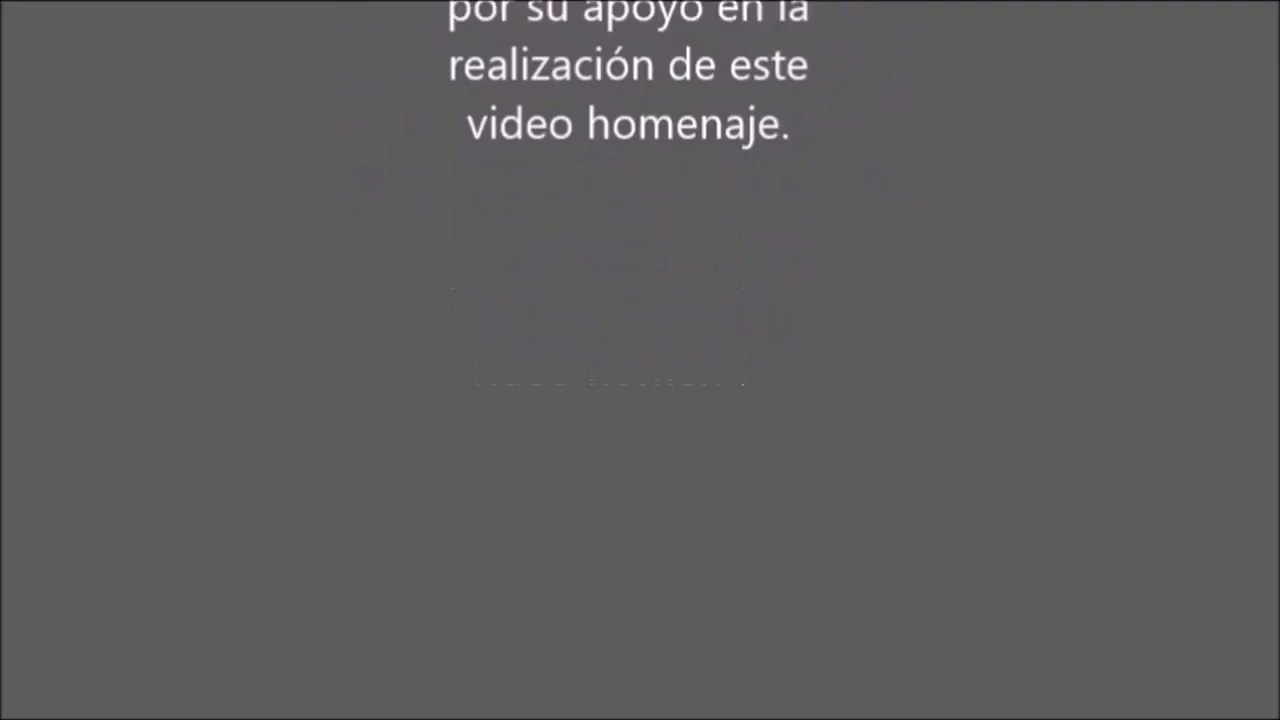 por su apoyo en la
realización de este
video homenaje.